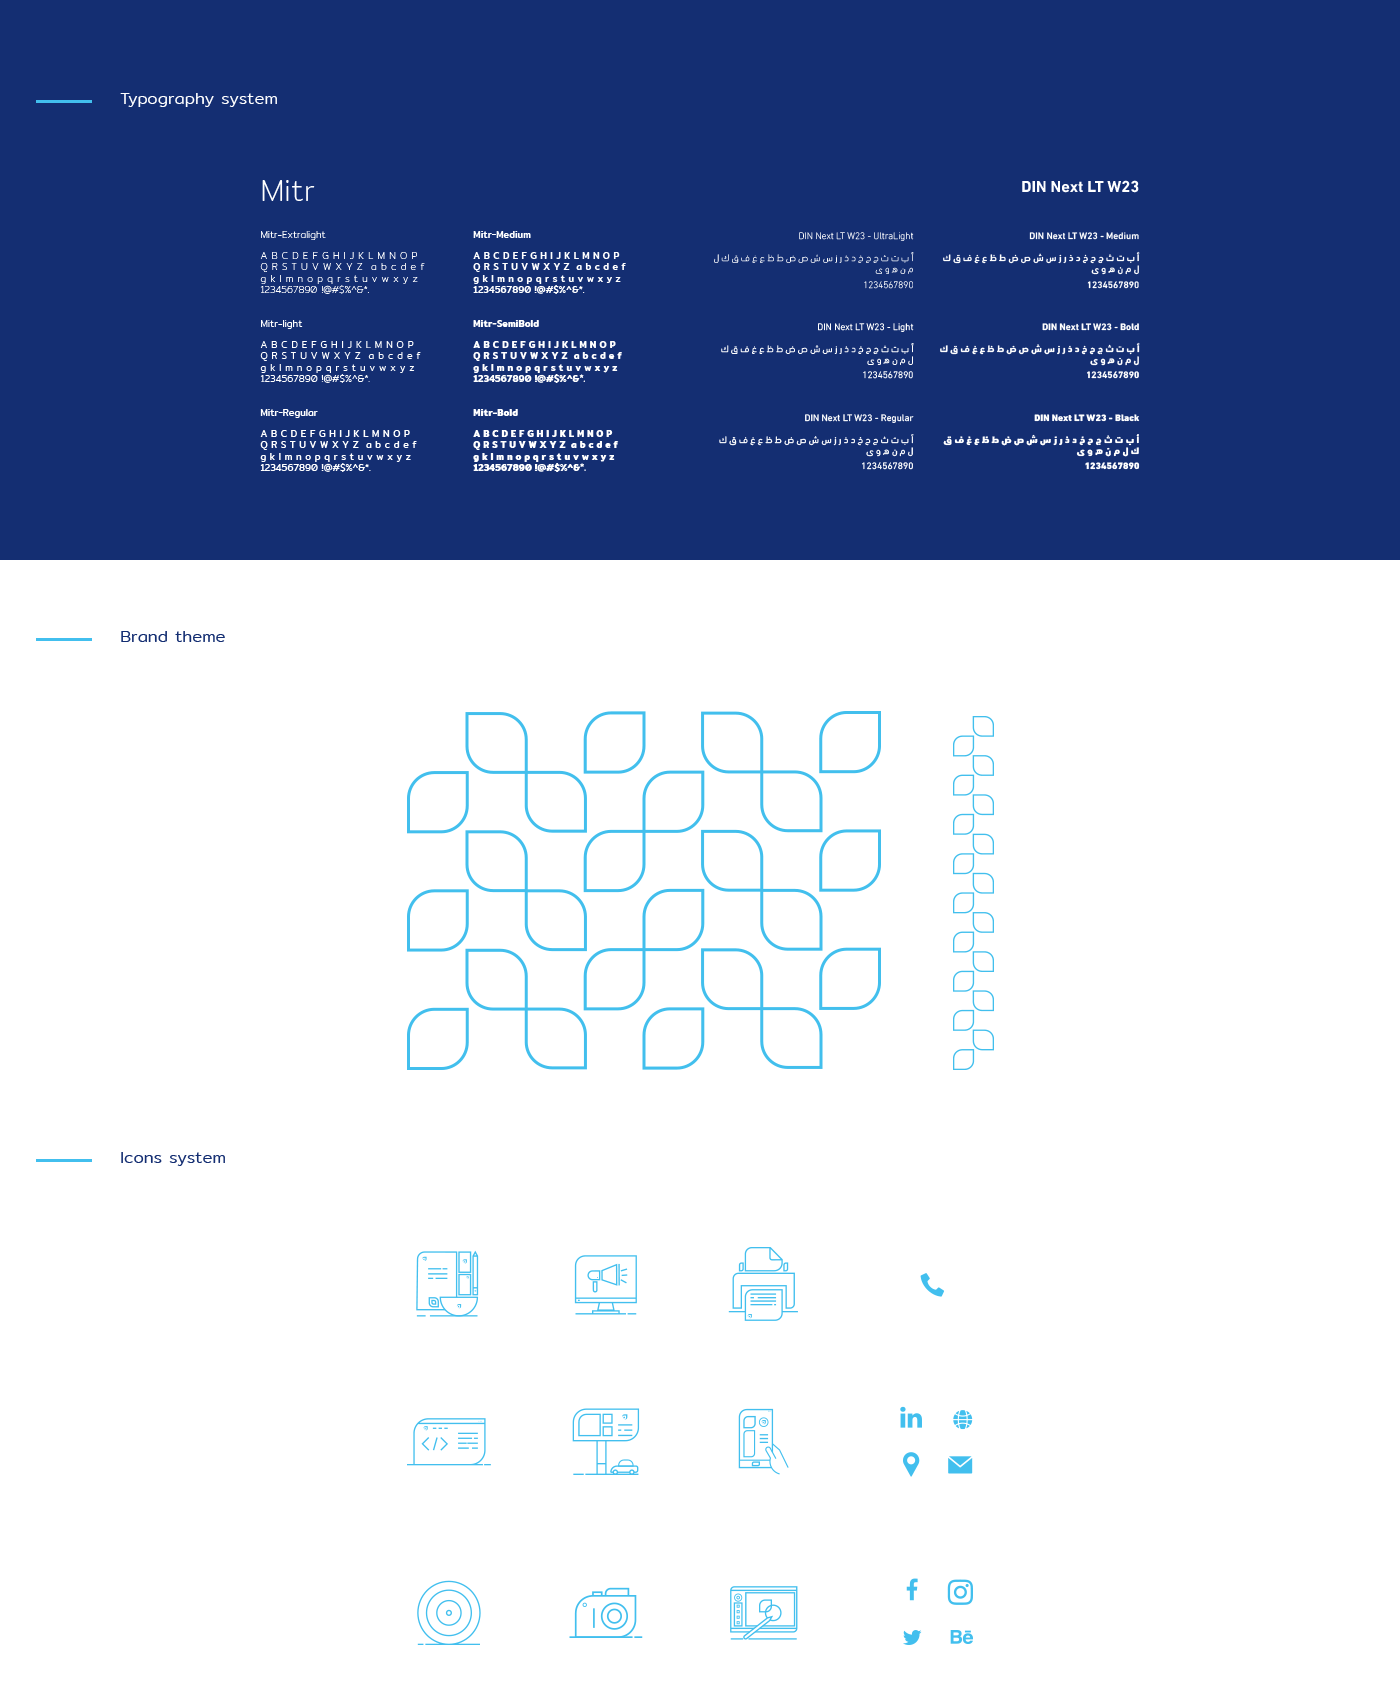 Typography system
Mitr
DIN Next LT W23
Mitr-Extralight
A B C D E F G H I J K L M N O P
Q R S T U V W X Y Z a b c d e f
g k l m n o p q r s t u v w x y z
1234567890 !@#$%^&*.
Mitr-Medium
A B C D E F G H I J K L M N O P
Q R S T U V W X Y Z a b c d e f
g k l m n o p q r s t u v w x y z
1234567890 !@#$%^&*.
DIN Next LT W23 - UltraLight
أ ب ت ث ج ح خ د ذ ر ز س ش ص ض ط ظ ع غ ف ق ك ل
م ن ه و ى
1234567890
DIN Next LT W23 - Medium
أ ب ت ث ج ح خ د ذ ر ز س ش ص ض ط ظ ع غ ف ق ك
ل م ن ه و ى
1234567890
Mitr-light
A B C D E F G H I J K L M N O P
Q R S T U V W X Y Z a b c d e f
g k l m n o p q r s t u v w x y z
1234567890 !@#$%^&*.
Mitr-SemiBold
A B C D E F G H I J K L M N O P
Q R S T U V W X Y Z a b c d e f
g k l m n o p q r s t u v w x y z
1234567890 !@#$%^&*.
DIN Next LT W23 - Light
أ ب ت ث ج ح خ د ذ ر ز س ش ص ض ط ظ ع غ ف ق ك
ل م ن ه و ى
1234567890
DIN Next LT W23 - Bold
أ ب ت ث ج ح خ د ذ ر ز س ش ص ض ط ظ ع غ ف ق ك
ل م ن ه و ى
1234567890
Mitr-Regular
A B C D E F G H I J K L M N O P
Q R S T U V W X Y Z a b c d e f
g k l m n o p q r s t u v w x y z
1234567890 !@#$%^&*.
Mitr-Bold
A B C D E F G H I J K L M N O P
Q R S T U V W X Y Z a b c d e f
g k l m n o p q r s t u v w x y z
1234567890 !@#$%^&*.
DIN Next LT W23 - Regular
أ ب ت ث ج ح خ د ذ ر ز س ش ص ض ط ظ ع غ ف ق ك
ل م ن ه و ى
1234567890
DIN Next LT W23 - Black
أ ب ت ث ج ح خ د ذ ر ز س ش ص ض ط ظ ع غ ف ق
ك ل م ن ه و ى
1234567890
Brand theme
Icons system
</>
in
f
Bē